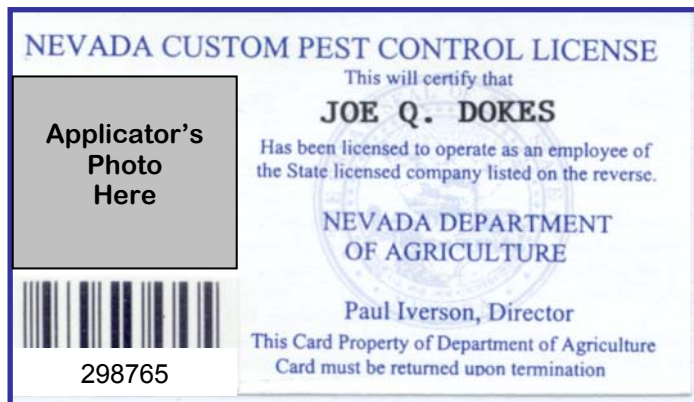 NEVADA CUSTOM PEST CONTROL LICENSE
This will certify that
JOE Q. DOKES
Applicator's
Photo
Here
Has been licensed to operate as an employee of
the State licensed company listed on the reverse.
NEVADA DEPARTMENT
OF AGRICULTURE
Paul Iverson, Director
This Card Property of Department of Agriculture
Card must be returned upon termination
298765